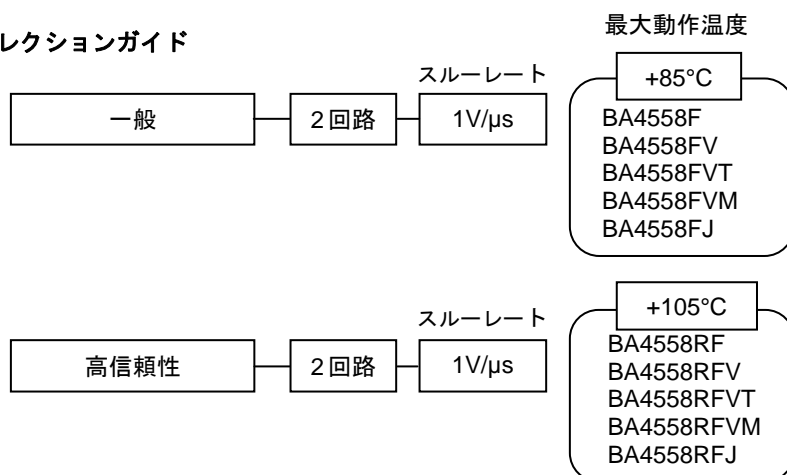 レクションガイド
最大動作温度
スルーレート
+85°C
一般
2回路
1V/µs
BA4558F
BA4558FV
BA4558FVT
BA4558FVM
BA4558FJ
スルーレート
+105°C
高信頼性
2回路
1V/µs
BA4558RF
BA4558RFV
BA4558RFVT
BA4558RFVM
BA4558RFJ